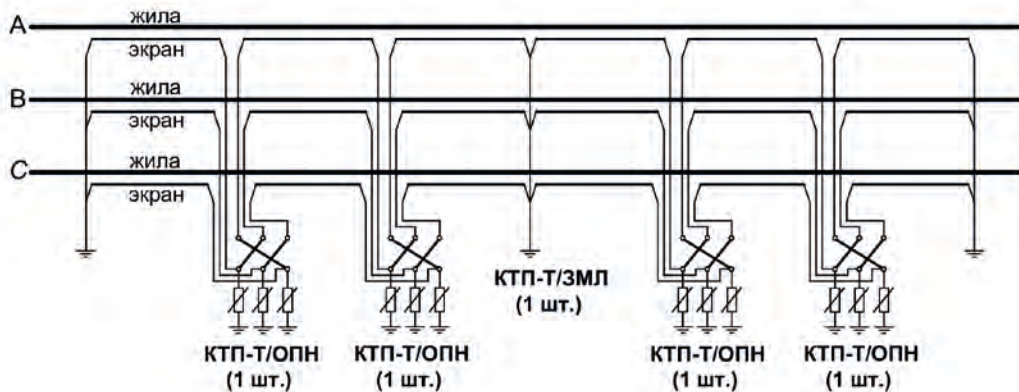 A
жила
экран
B
жила
экран
C
жила
экран
КТП-Т/ЗМЛ
(1 шт.)
КТП-Т/ОПН
(1 шт.)
КТП-Т/ОПН
(1 шт.)
КТП-Т/ОПН
(1 шт.)
КТП-Т/ОПН
(1 шт.)